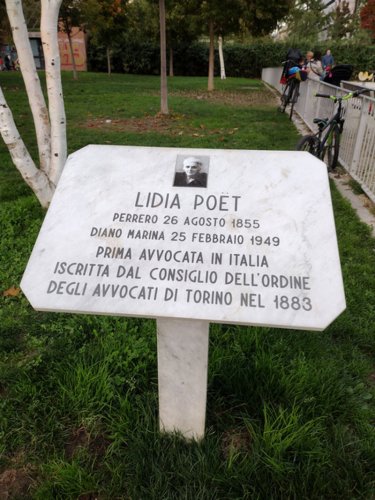 LIDIA POËT
PERRERO 26 AGOSTO 1855
DIANO MARINA 25 FEBBRAIO 1949
PRIMA AVVOCATA IN ITALIA
ISCRITTA DAL CONSIGLIO DELL'ORDINE
DEGLI AVVOCATI DI TORINO NEL 1883